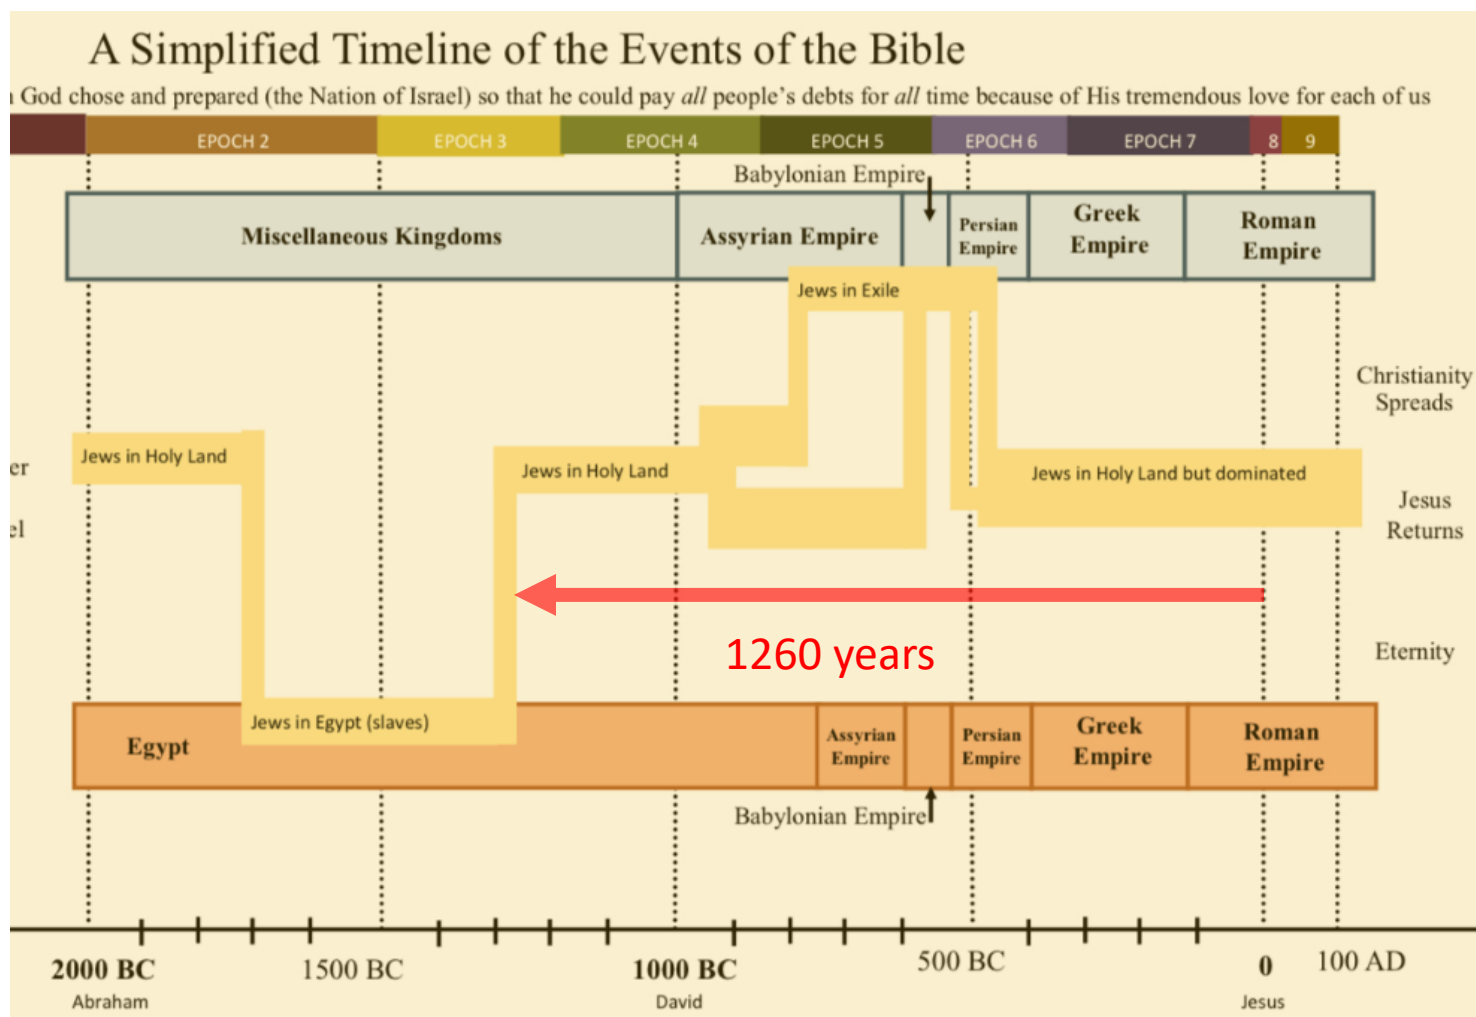 A Simplified Timeline of the Events of the Bible
God chose and prepared (the Nation of Israel) so that he could pay all people's debts for all time because of His tremendous love for each of us
EPOCH 2
EPOCH 3
EPOCH 4
EPOCH 5
EPOCH 6
EPOCH 7
8
9
Babylonian Empire
Miscellaneous Kingdoms
Assyrian Empire
Persian
Empire
Greek
Empire
Roman
Empire
Jews in Exile
Christianity
Spreads
Jews in Holy Land
er
Jews in Holy Land
Jews in Holy Land but dominated
Jesus
Returns
el
1260 years
Eternity
Jews in Egypt (slaves)
Egypt
Assyrian
Empire
Persian
Empire
Greek
Empire
Roman
Empire
Babylonian Empire
2000 BC
1500 BC
1000 BC
500 BC
0
100 AD
Abraham
David
Jesus